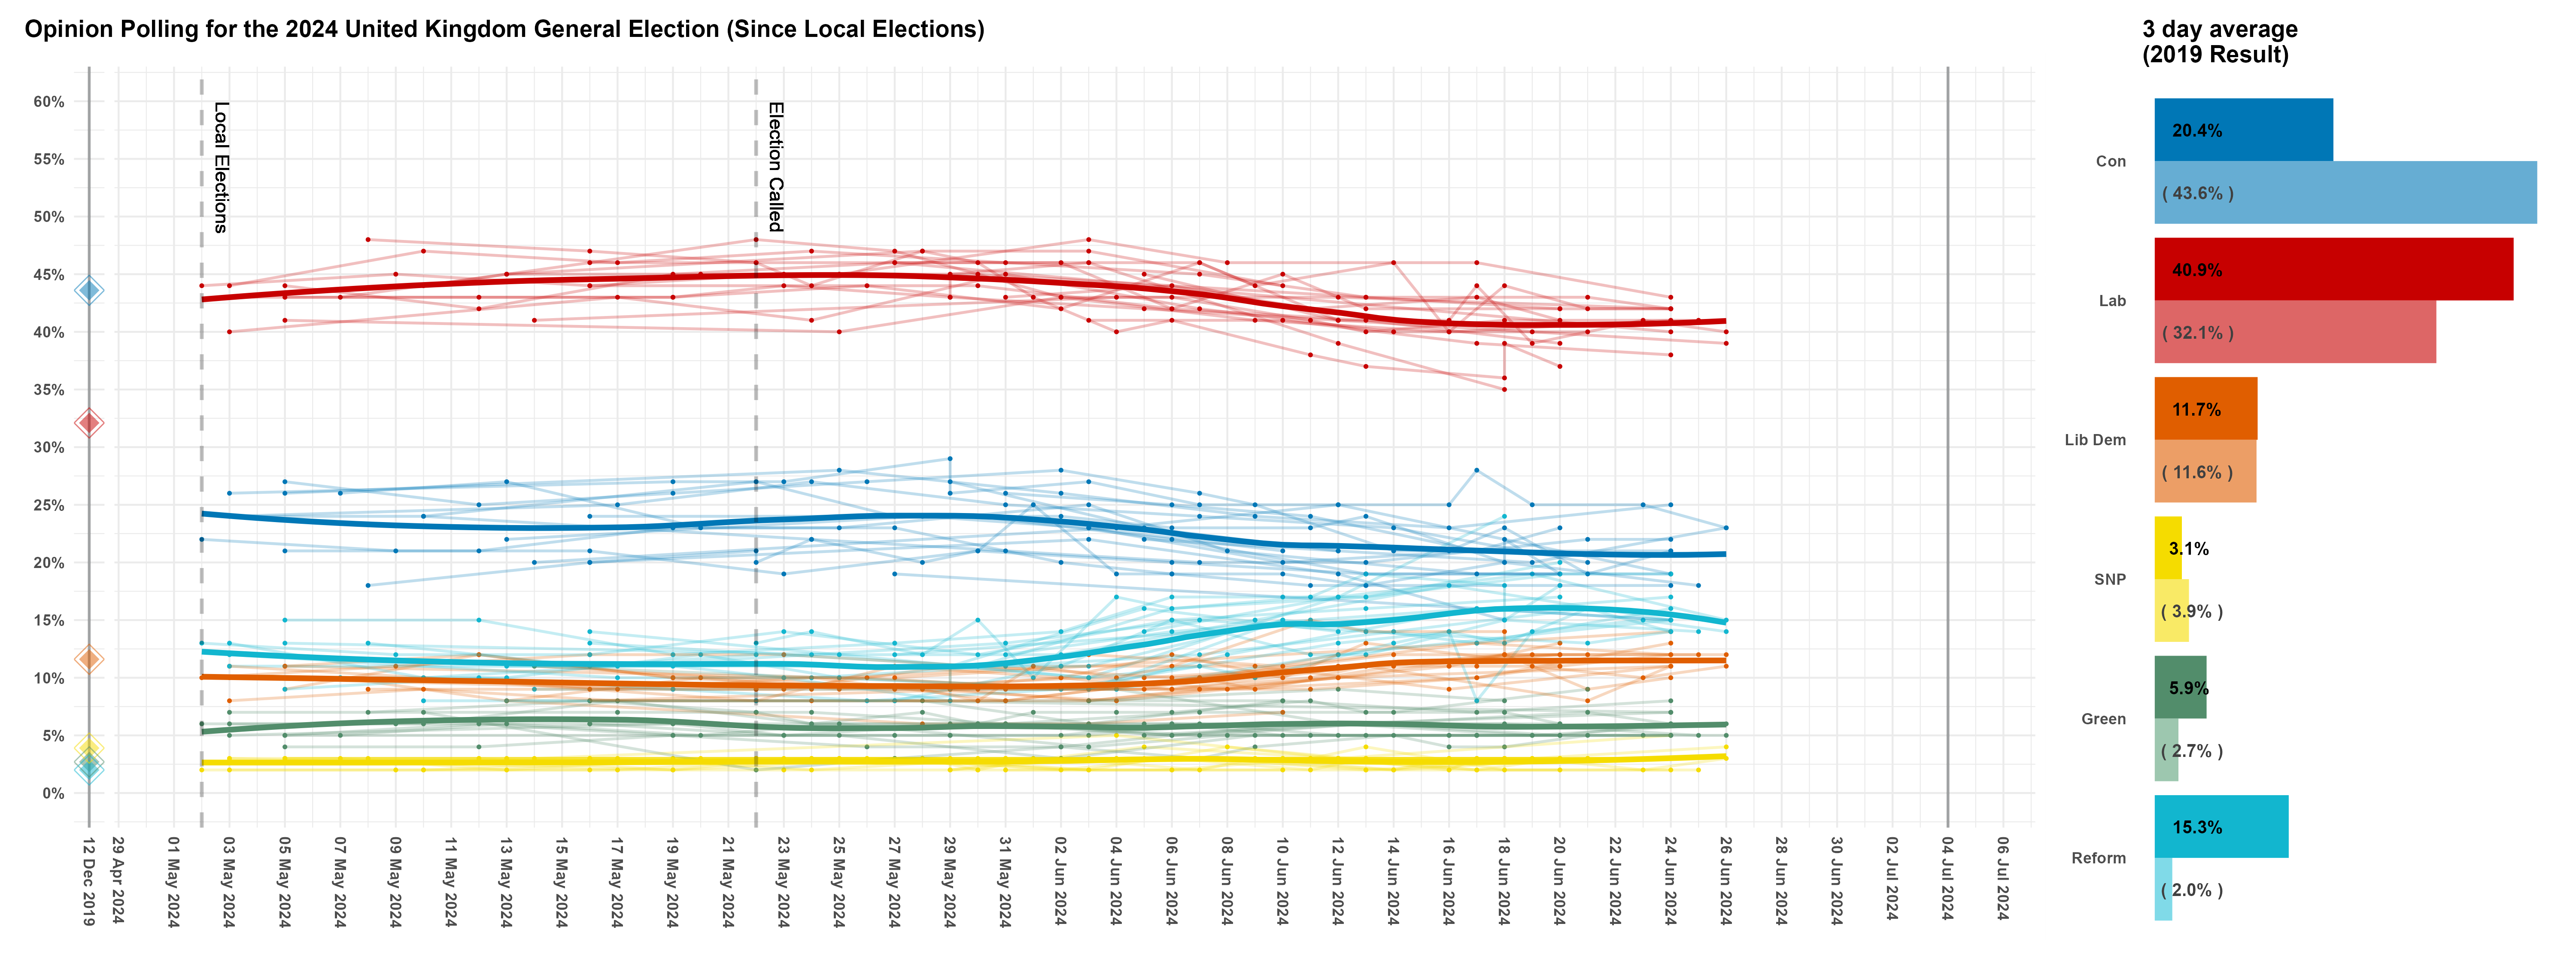 Opinion Polling for the 2024 United Kingdom General Election (Since Local Elections)
3 day average
(2019 Result)
60%
55%
50%
45%
40%
35%
30%
25%
20%
15%
10%
5%
0%
Local Elections
Election Called
12 Dec 2019
29 Apr 2024
01 May 2024
03 May 2024
05 May 2024
07 May 2024
09 May 2024
11 May 2024
13 May 2024
15 May 2024
17 May 2024
19 May 2024
21 May 2024
23 May 2024
25 May 2024
27 May 2024
29 May 2024
31 May 2024
02 Jun 2024
04 Jun 2024
06 Jun 2024
08 Jun 2024
10 Jun 2024
12 Jun 2024
14 Jun 2024
16 Jun 2024
18 Jun 2024
20 Jun 2024
22 Jun 2024
24 Jun 2024
26 Jun 2024
28 Jun 2024
30 Jun 2024
02 Jul 2024
04 Jul 2024
06 Jul 2024
Con
20.4%
( 43.6% )
Lab
40.9%
( 32.1% )
Lib Dem
11.7%
( 11.6% )
SNP
3.1%
( 3.9% )
Green
5.9%
( 2.7% )
Reform
15.3%
( 2.0% )